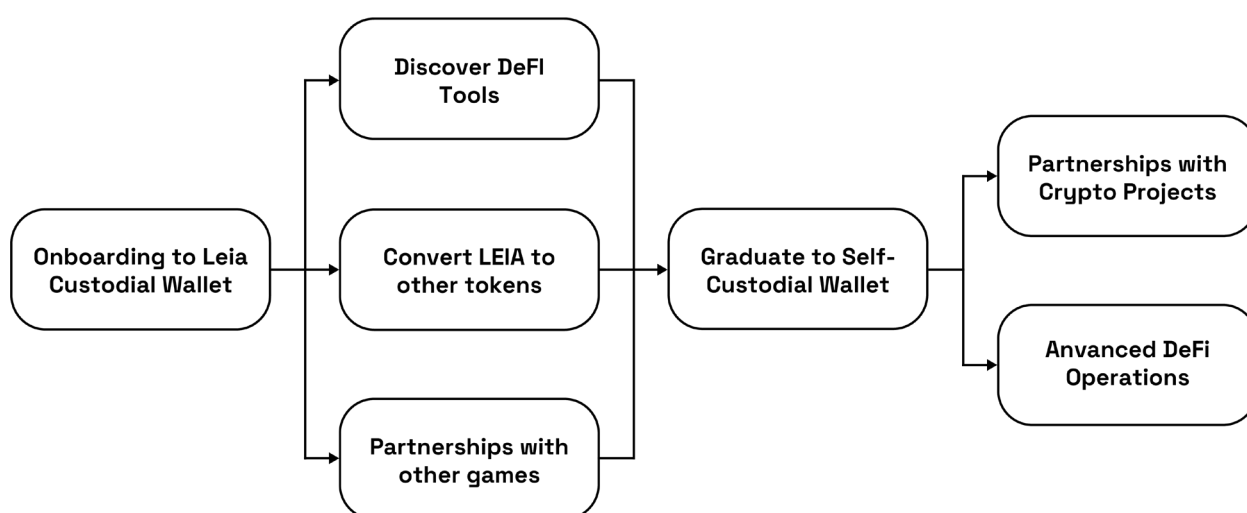 Discover DeFI
Tools
Onboarding to Leia
Custodial Wallet
Convert LEIA to
other tokens
Partnerships with
other games
Graduate to Self-
Custodial Wallet
Partnerships with
Crypto Projects
Anvanced DeFi
Operations